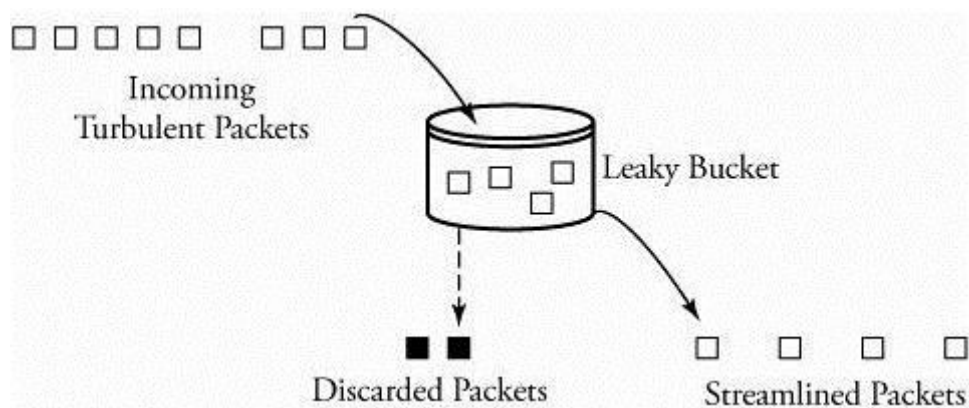 Incoming
Turbulent Packets
Leaky Bucket
Discarded Packets
Streamlined Packets